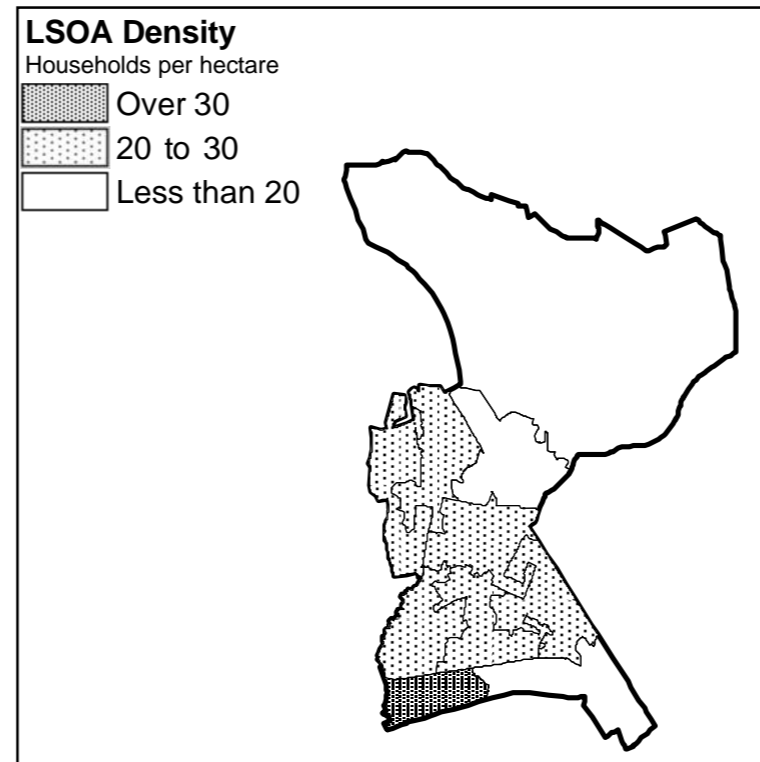 LSOA Density
Households per hectare
Over 30
20 to 30
Less than 20